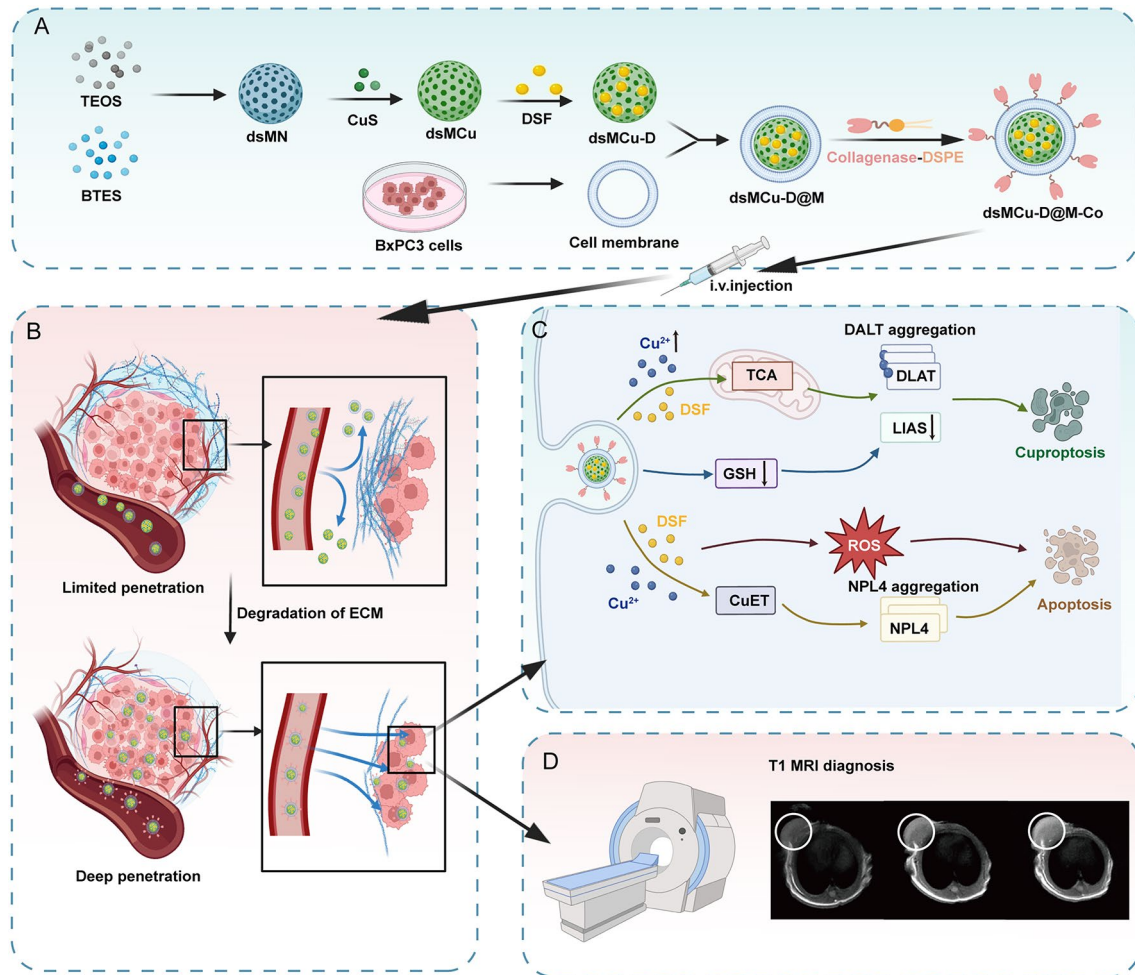 A
TEOS
BTES
dsMN
CuS
dsMCu
DSF
dsMCu-D
BxPC3 cells
Cell membrane
dsMCu-D@M
Collagenase-DSPE
dsMCu-D@M-Co
i.v.injection
B
Limited penetration
Degradation of ECM
Deep penetration
C
Cu²⁺
DSF
TCA
DALT aggregation
DLAT
LIAS
GSH
Cuproptosis
DSF
Cu²⁺
ROS
CuET
NPL4 aggregation
NPL4
Apoptosis
D
T1 MRI diagnosis